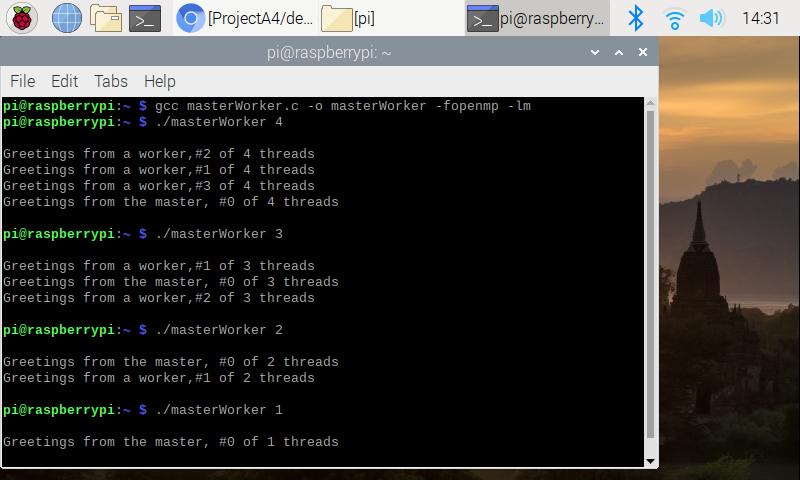 [ProjectA4/de... [pi] pi@raspberry... 14:31
pi@raspberrypi: ~
File Edit Tabs Help
pi@raspberrypi:~ $ gcc masterWorker.c -o masterWorker -fopenmp -lm
pi@raspberrypi:~ $ ./masterWorker 4
Greetings from a worker,#2 of 4 threads
Greetings from a worker,#1 of 4 threads
Greetings from a worker,#3 of 4 threads
Greetings from the master, #0 of 4 threads
pi@raspberrypi:~ $ ./masterWorker 3
Greetings from a worker,#1 of 3 threads
Greetings from the master, #0 of 3 threads
Greetings from a worker,#2 of 3 threads
pi@raspberrypi:~ $ ./masterWorker 2
Greetings from the master, #0 of 2 threads
Greetings from a worker,#1 of 2 threads
pi@raspberrypi:~ $ ./masterWorker 1
Greetings from the master, #0 of 1 threads